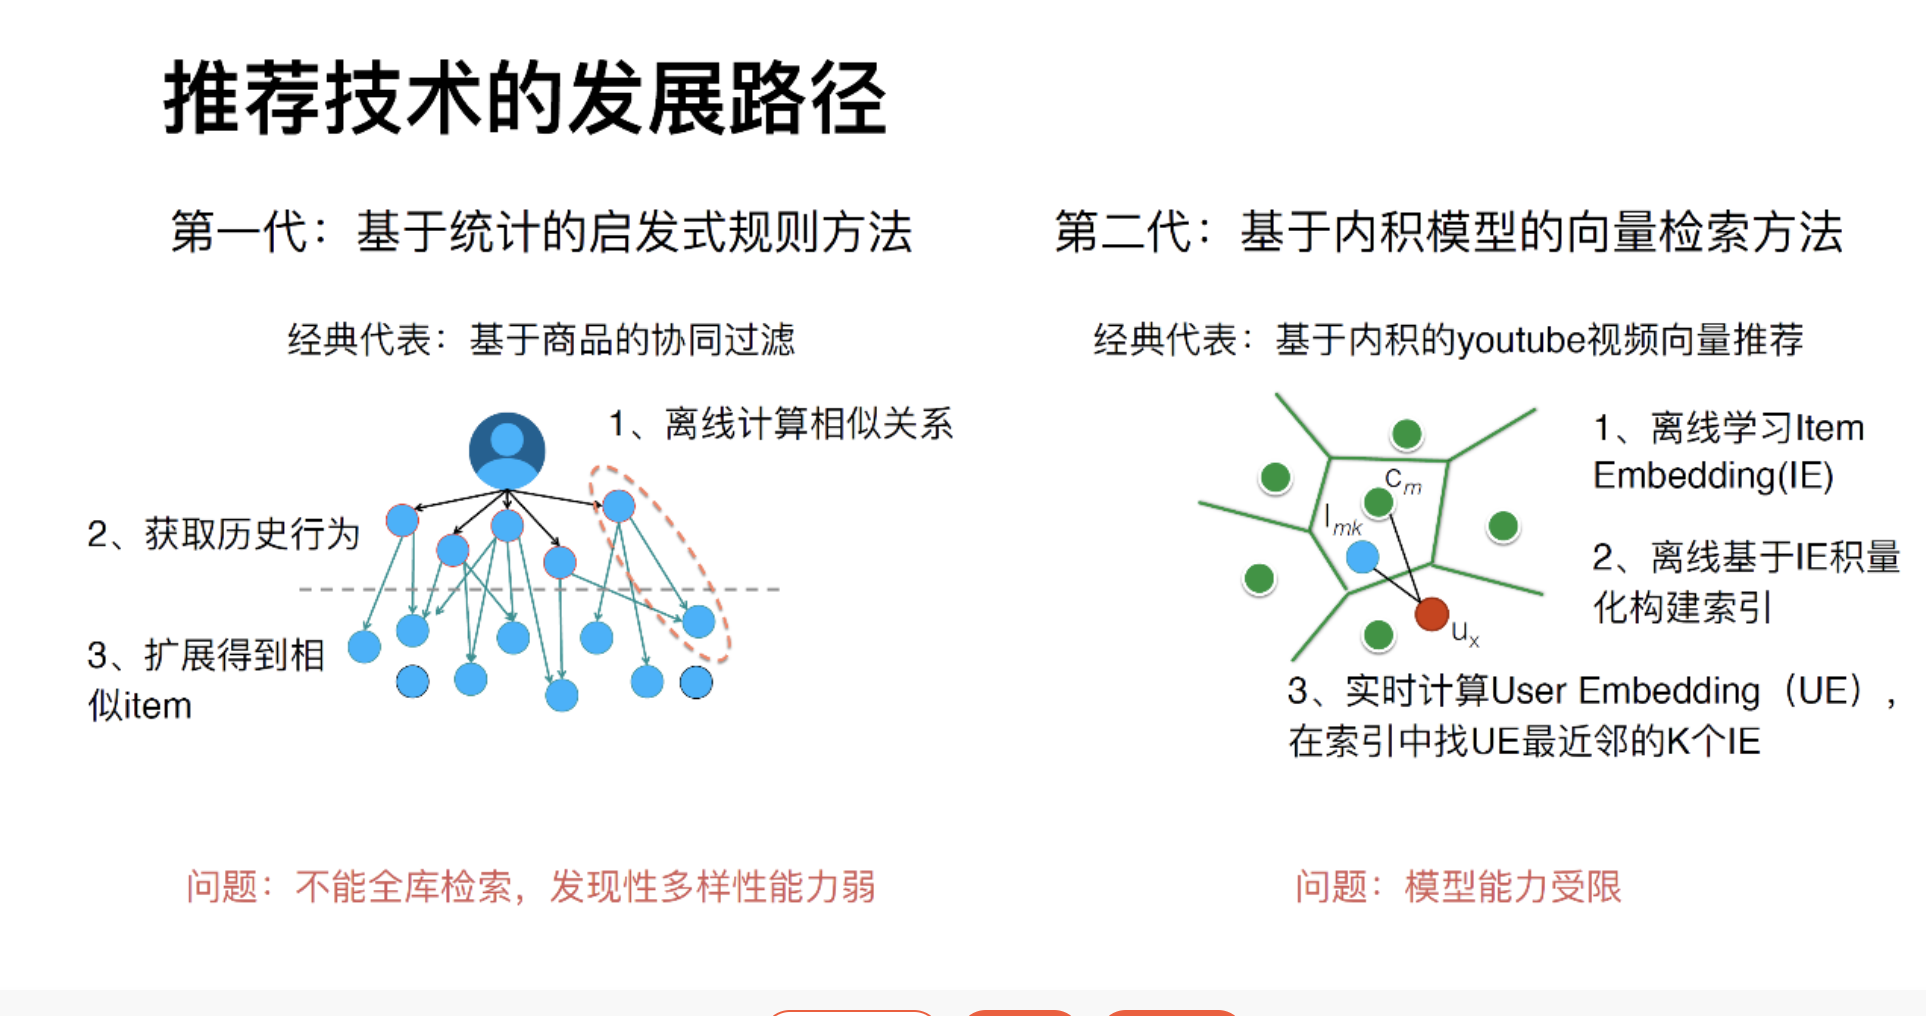 推荐技术的发展路径
第一代：基于统计的启发式规则方法
经典代表：基于商品的协同过滤
1、离线计算相似关系
2、获取历史行为
3、扩展得到相
似item
问题：不能全库检索，发现性多样性能力弱
第二代：基于内积模型的向量检索方法
经典代表：基于内积的youtube视频向量推荐
1、离线学习Item
Embedding(IE)
cm
Imk
2、离线基于IE积量
化构建索引
ux
3、实时计算User Embedding（UE），
在索引中找UE最近邻的K个IE
问题：模型能力受限